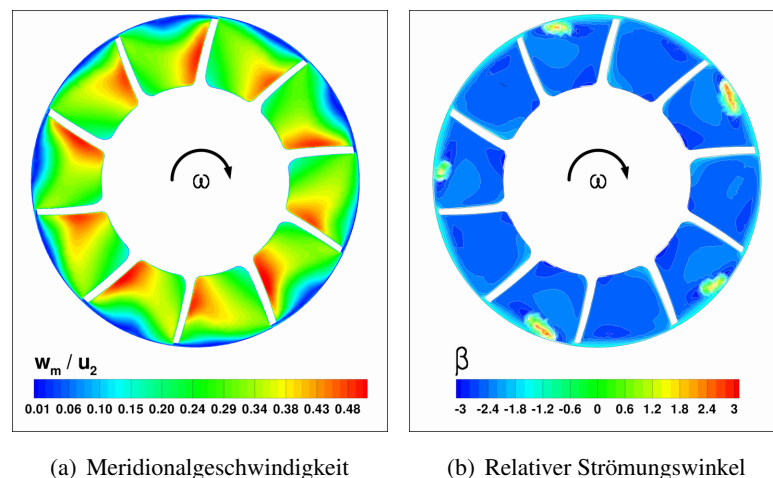 ω
w_m / u_2
0.01 0.06 0.10 0.15 0.20 0.24 0.29 0.34 0.38 0.43 0.48
(a) Meridionalgeschwindigkeit
ω
β
-3 -2.4 -1.8 -1.2 -0.6 0 0.6 1.2 1.8 2.4 3
(b) Relativer Strömungswinkel